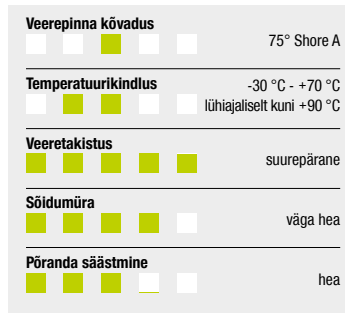 Veerepinna kõvadus
75° Shore A
Temperatuurikindlus
-30 °C - +70 °C
lühiajaliselt kuni +90 °C
Veeretakistus
suurepärane
Sõidumüra
väga hea
Põranda säästmine
hea